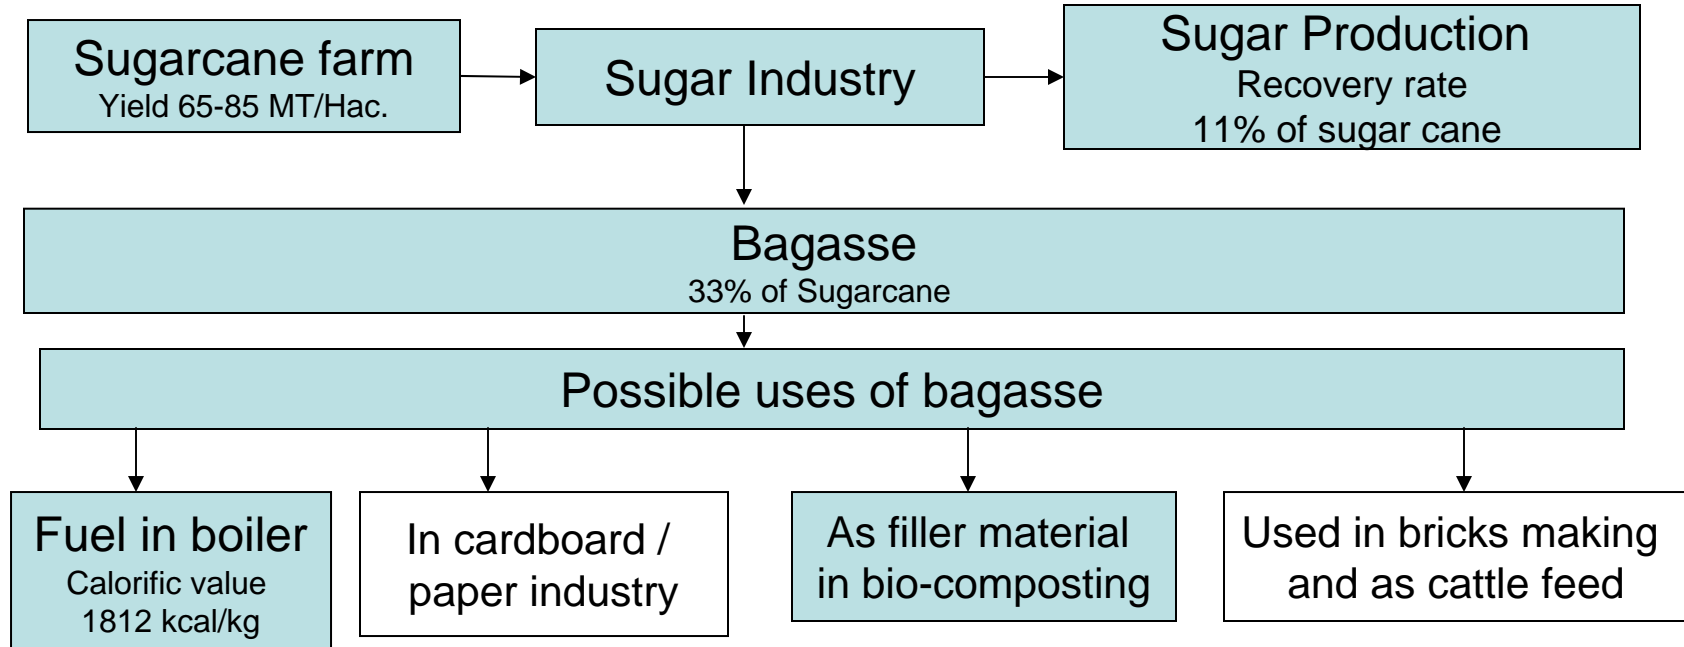 Sugarcane farm
Yield 65-85 MT/Hac.
Sugar Industry
Sugar Production
Recovery rate
11% of sugar cane
Bagasse
33% of Sugarcane
Possible uses of bagasse
Fuel in boiler
Calorific value
1812 kcal/kg
In cardboard /
paper industry
As filler material
in bio-composting
Used in bricks making
and as cattle feed